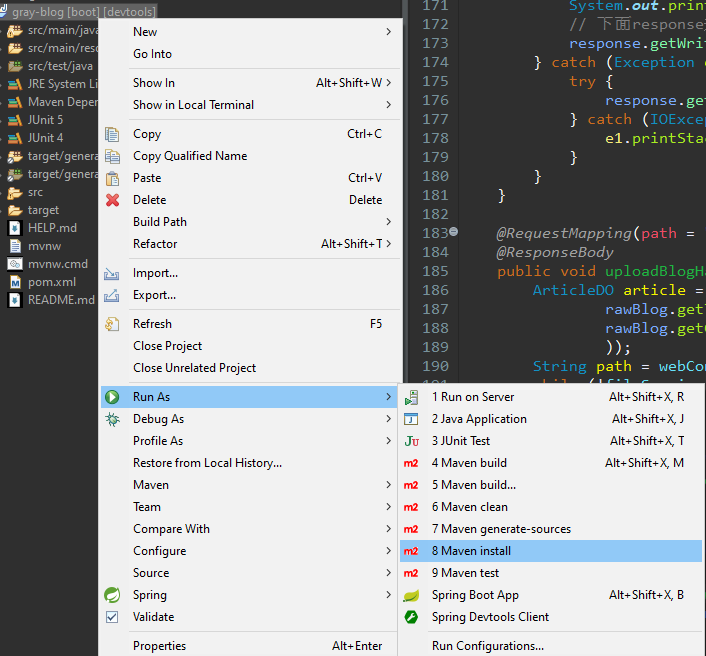 gray-blog [boot] [devtools]
src/main/java
src/main/reso
src/test/java
JRE System Li
Maven Deper
JUnit 5
JUnit 4
target/genera
target/genera
src
target
HELP.md
mvnw
mvnw.cmd
pom.xml
README.md
New
Go Into
Show In Alt+Shift+W
Show in Local Terminal
Copy Ctrl+C
Copy Qualified Name
Paste Ctrl+V
Delete Delete
Build Path
Refactor Alt+Shift+T
Import...
Export...
Refresh F5
Close Project
Close Unrelated Project
Run As
Debug As
Profile As
Restore from Local History...
Maven
Team
Compare With
Configure
Source
Spring
Validate
Properties Alt+Enter
1 Run on Server Alt+Shift+X, R
2 Java Application Alt+Shift+X, J
3 JUnit Test Alt+Shift+X, T
4 Maven build Alt+Shift+X, M
5 Maven build...
6 Maven clean
7 Maven generate-sources
8 Maven install
9 Maven test
Spring Boot App Alt+Shift+X, B
Spring Devtools Client
Run Configurations...
171 System.out.prin
172 // 下面response
173 response.getWri
174 } catch (Exception
175 try {
176 response.get
177 } catch (IOExcep
178 e1.printStac
179 }
180 }
181 }
182
183 @RequestMapping(path =
184 @ResponseBody
185 public void uploadBlogHa
186 ArticleDO article =
187 rawBlog.get
188 rawBlog.get
189 ));
190 String path = webCon